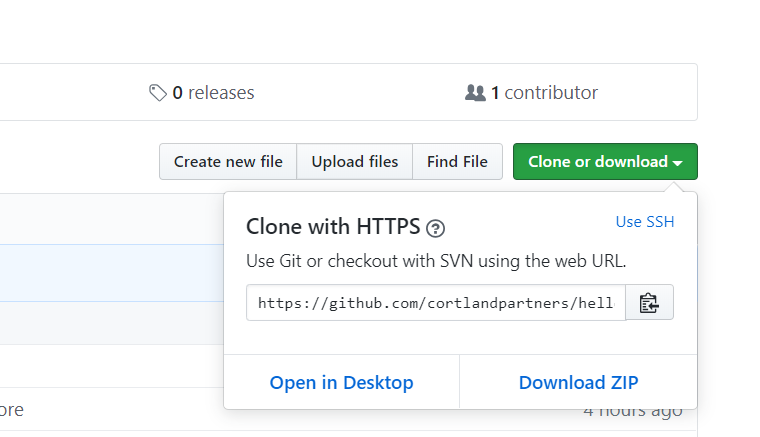 0 releases
1 contributor
Create new file
Upload files
Find File
Clone or download
Clone with HTTPS ?
Use SSH
Use Git or checkout with SVN using the web URL.
https://github.com/cortlandpartners/hell
Open in Desktop
Download ZIP
ore
4 hours ago